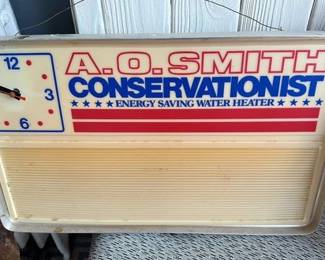 12
3
6
A.O. SMITH
CONSERVATIONIST
ENERGY SAVING WATER HEATER